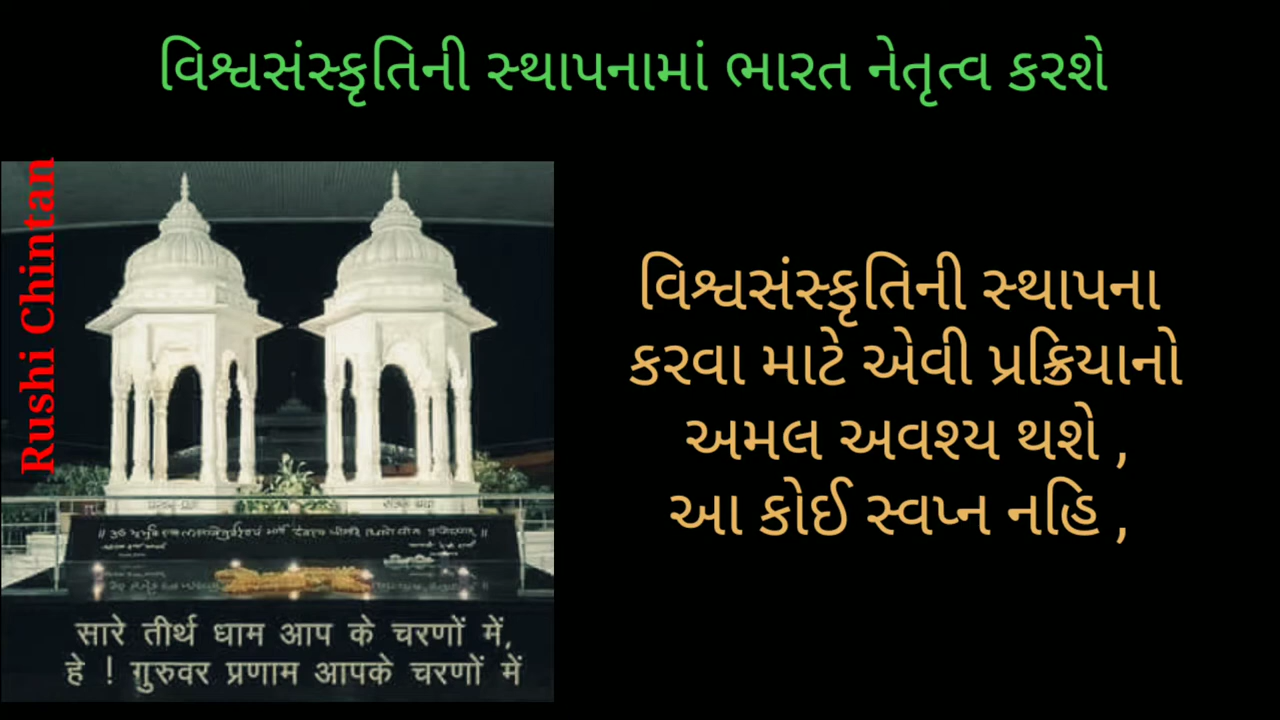 વિશ્વસંસ્કૃતિની સ્થાપનામાં ભારત નેતૃત્વ કરશે
Rushi Chintan
વિશ્વસંસ્કૃતિની સ્થાપના
કરવા માટે એવી પ્રક્રિયાનો
અમલ અવશ્ય થશે ,
આ કોઈ સ્વપ્ન નહિ ,
सारे तीर्थ धाम आप के चरणों में,
हे ! गुरुवर प्रणाम आपके चरणों में